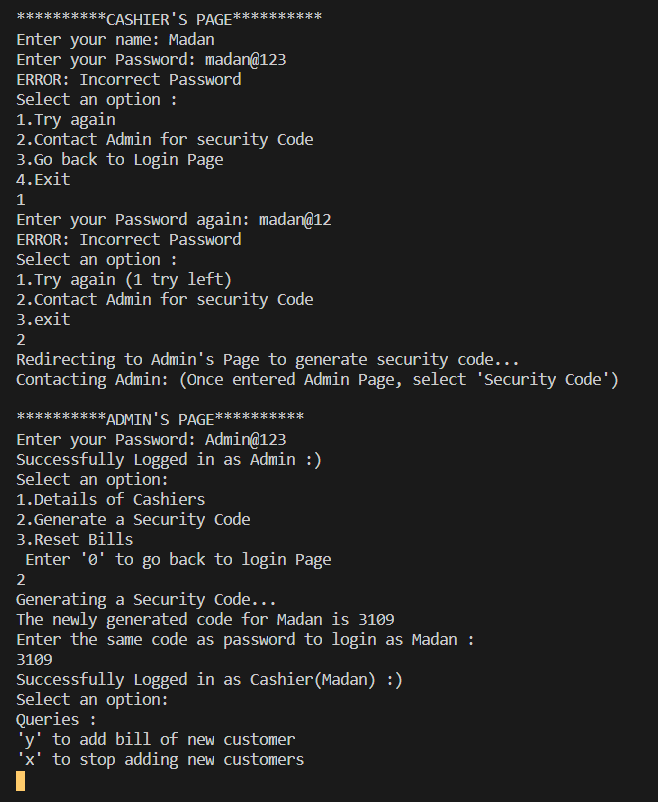 **********CASHIER'S PAGE**********
Enter your name: Madan
Enter your Password: madan@123
ERROR: Incorrect Password
Select an option :
1.Try again
2.Contact Admin for security Code
3.Go back to Login Page
4.Exit
1
Enter your Password again: madan@12
ERROR: Incorrect Password
Select an option :
1.Try again (1 try left)
2.Contact Admin for security Code
3.exit
2
Redirecting to Admin's Page to generate security code...
Contacting Admin: (Once entered Admin Page, select 'Security Code')
**********ADMIN'S PAGE**********
Enter your Password: Admin@123
Successfully Logged in as Admin :)
Select an option:
1.Details of Cashiers
2.Generate a Security Code
3.Reset Bills
 Enter '0' to go back to login Page
2
Generating a Security Code...
The newly generated code for Madan is 3109
Enter the same code as password to login as Madan :
3109
Successfully Logged in as Cashier(Madan) :)
Select an option:
Queries :
'y' to add bill of new customer
'x' to stop adding new customers